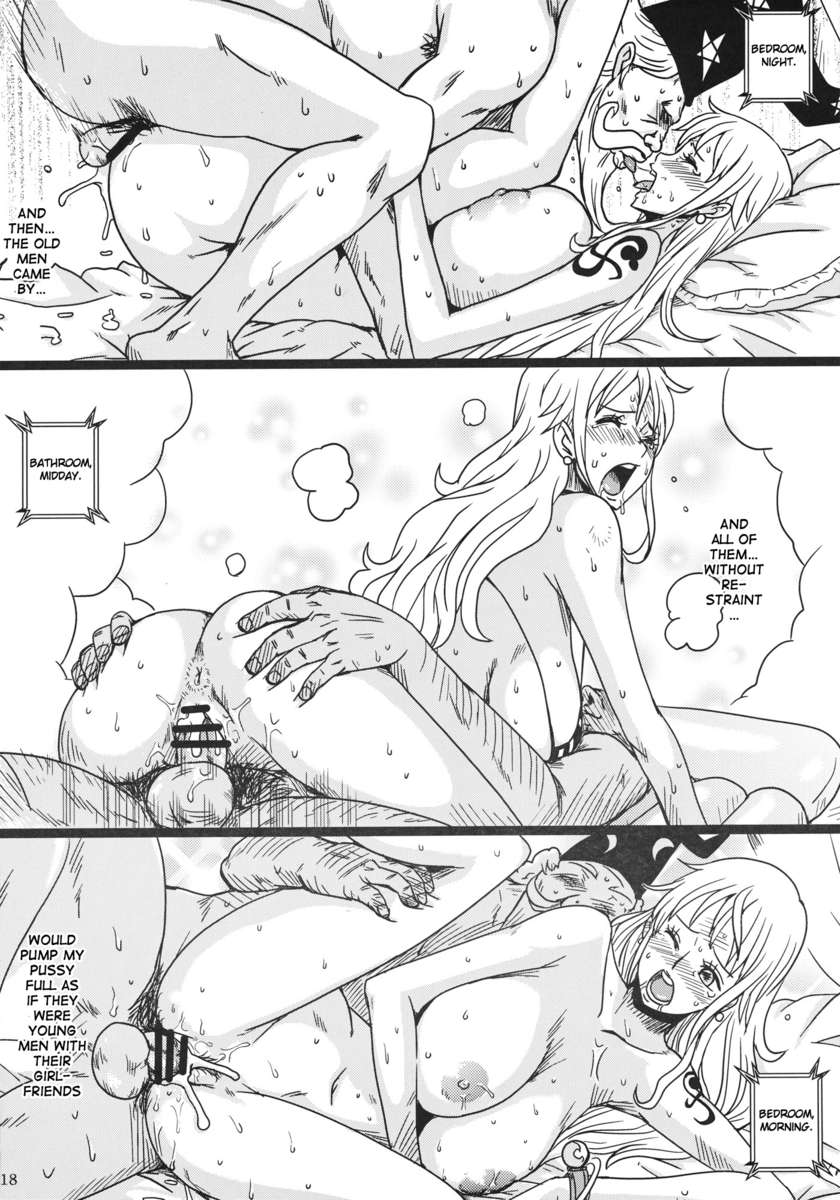 BEDROOM,
NIGHT.
AND
THEN...
THE OLD
MEN
CAME
BY...
BATHROOM,
MIDDAY.
AND
ALL OF
THEM...
WITHOUT
RE-
STRAINT
...
WOULD
PUMP MY
PUSSY
FULL AS
IF THEY
WERE
YOUNG
MEN WITH
THEIR
GIRL-
FRIENDS
BEDROOM,
MORNING.
18